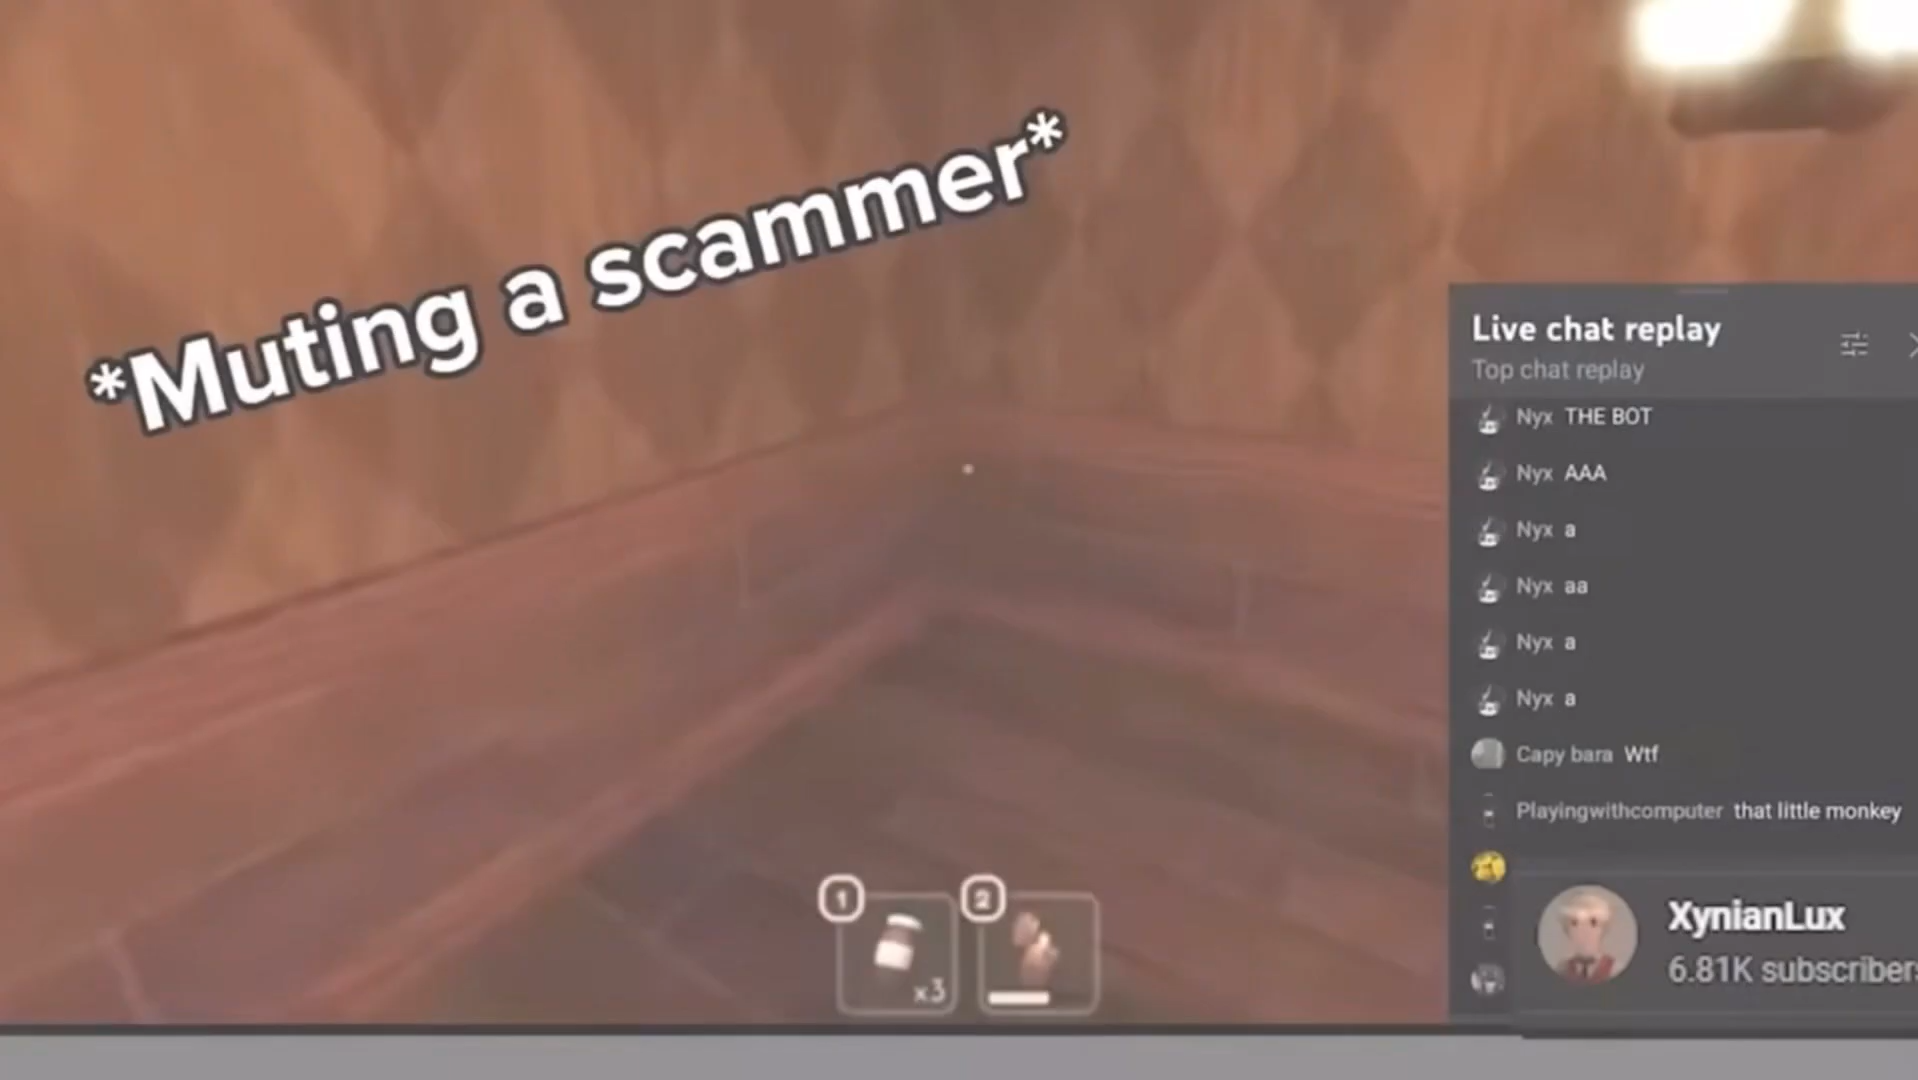 *Muting a scammer*
Live chat replay
Top chat replay
Nyx THE BOT
Nyx AAA
Nyx a
Nyx aa
Nyx a
Nyx a
Capy bara Wtf
Playingwithcomputer that little monkey
XynianLux
6.81K subscribers
1
2
x3